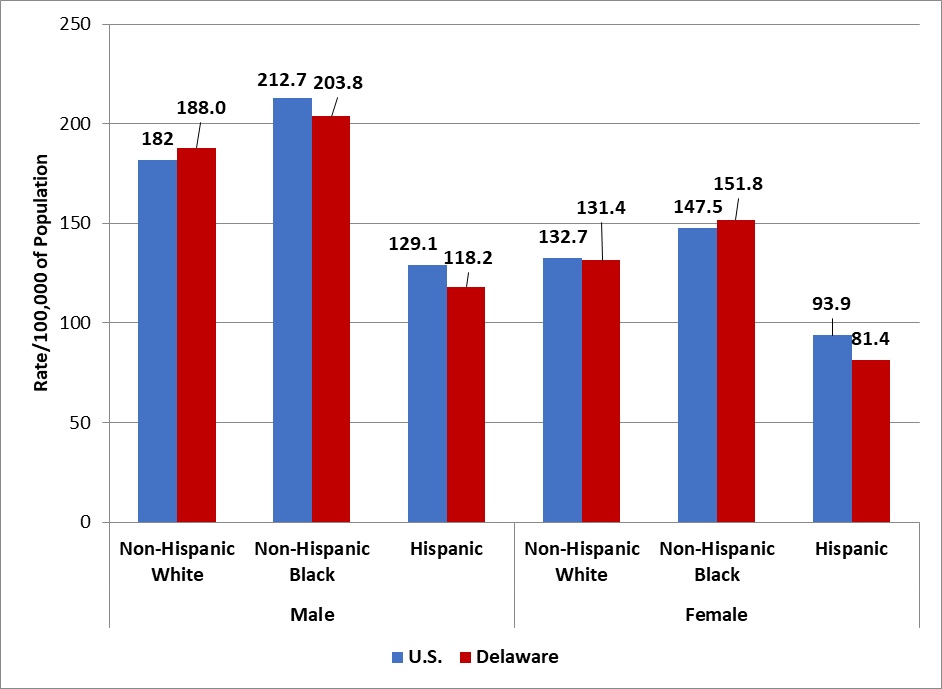 Rate/100,000 of Population
250
200
150
100
50
0
182
188.0
212.7
203.8
129.1
118.2
132.7
131.4
147.5
151.8
93.9
81.4
Non-Hispanic
White
Non-Hispanic
Black
Hispanic
Non-Hispanic
White
Non-Hispanic
Black
Hispanic
Male
Female
U.S.
Delaware